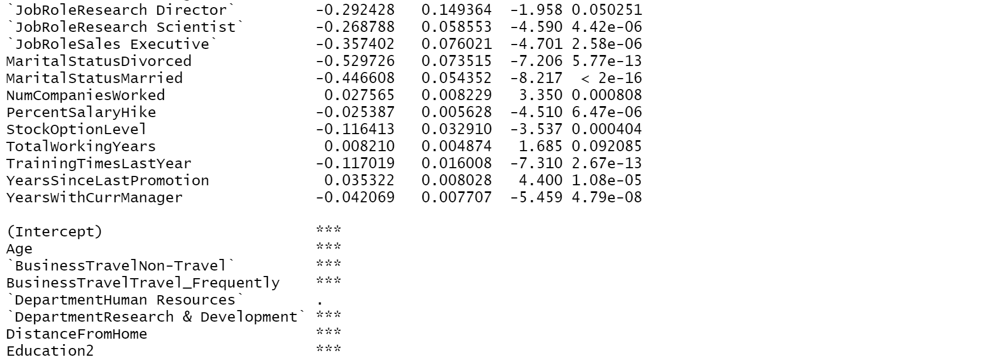 `JobRoleResearch Director` -0.292428 0.149364 -1.958 0.050251
`JobRoleResearch Scientist` -0.268788 0.058553 -4.590 4.42e-06
`JobRoleSales Executive` -0.357402 0.076021 -4.701 2.58e-06
MaritalStatusDivorced -0.529726 0.073515 -7.206 5.77e-13
MaritalStatusMarried -0.446608 0.054352 -8.217 < 2e-16
NumCompaniesWorked 0.027565 0.008229 3.350 0.000808
PercentSalaryHike -0.025387 0.005628 -4.510 6.47e-06
StockOptionLevel -0.116413 0.032910 -3.537 0.000404
TotalWorkingYears 0.008210 0.004874 1.685 0.092085
TrainingTimesLastYear -0.117019 0.016008 -7.310 2.67e-13
YearsSinceLastPromotion 0.035322 0.008028 4.400 1.08e-05
YearsWithCurrManager -0.042069 0.007707 -5.459 4.79e-08
(Intercept) ***
Age ***
`BusinessTravelNon-Travel` ***
BusinessTravelTravel_Frequently ***
`DepartmentHuman Resources` .
`DepartmentResearch & Development` ***
DistanceFromHome ***
Education2 ***